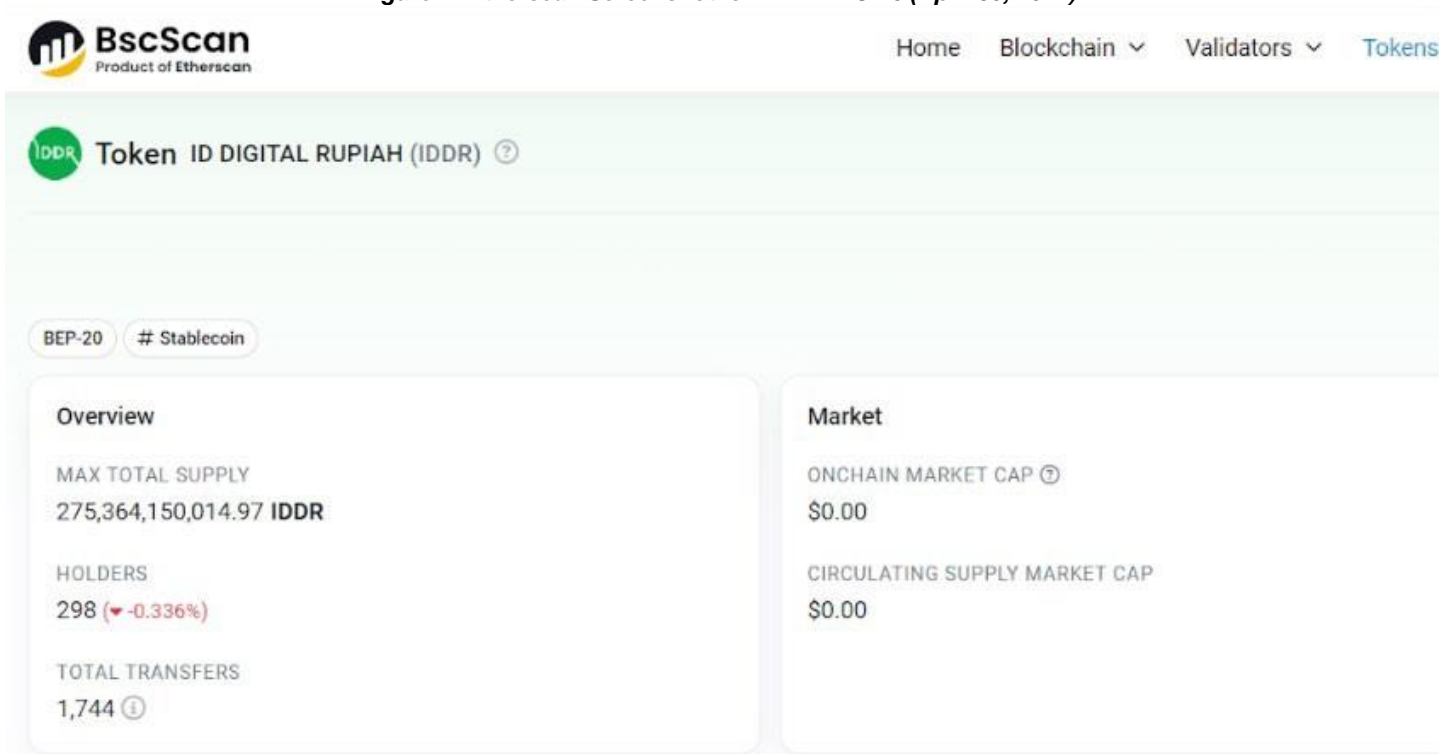 BscScan
Product of Etherscan
Home Blockchain Validators Tokens
IDDR Token ID DIGITAL RUPIAH (IDDR)
BEP-20 # Stablecoin
Overview
MAX TOTAL SUPPLY
275,364,150,014.97 IDDR
HOLDERS
298 (-0.336%)
TOTAL TRANSFERS
1,744
Market
ONCHAIN MARKET CAP
$0.00
CIRCULATING SUPPLY MARKET CAP
$0.00